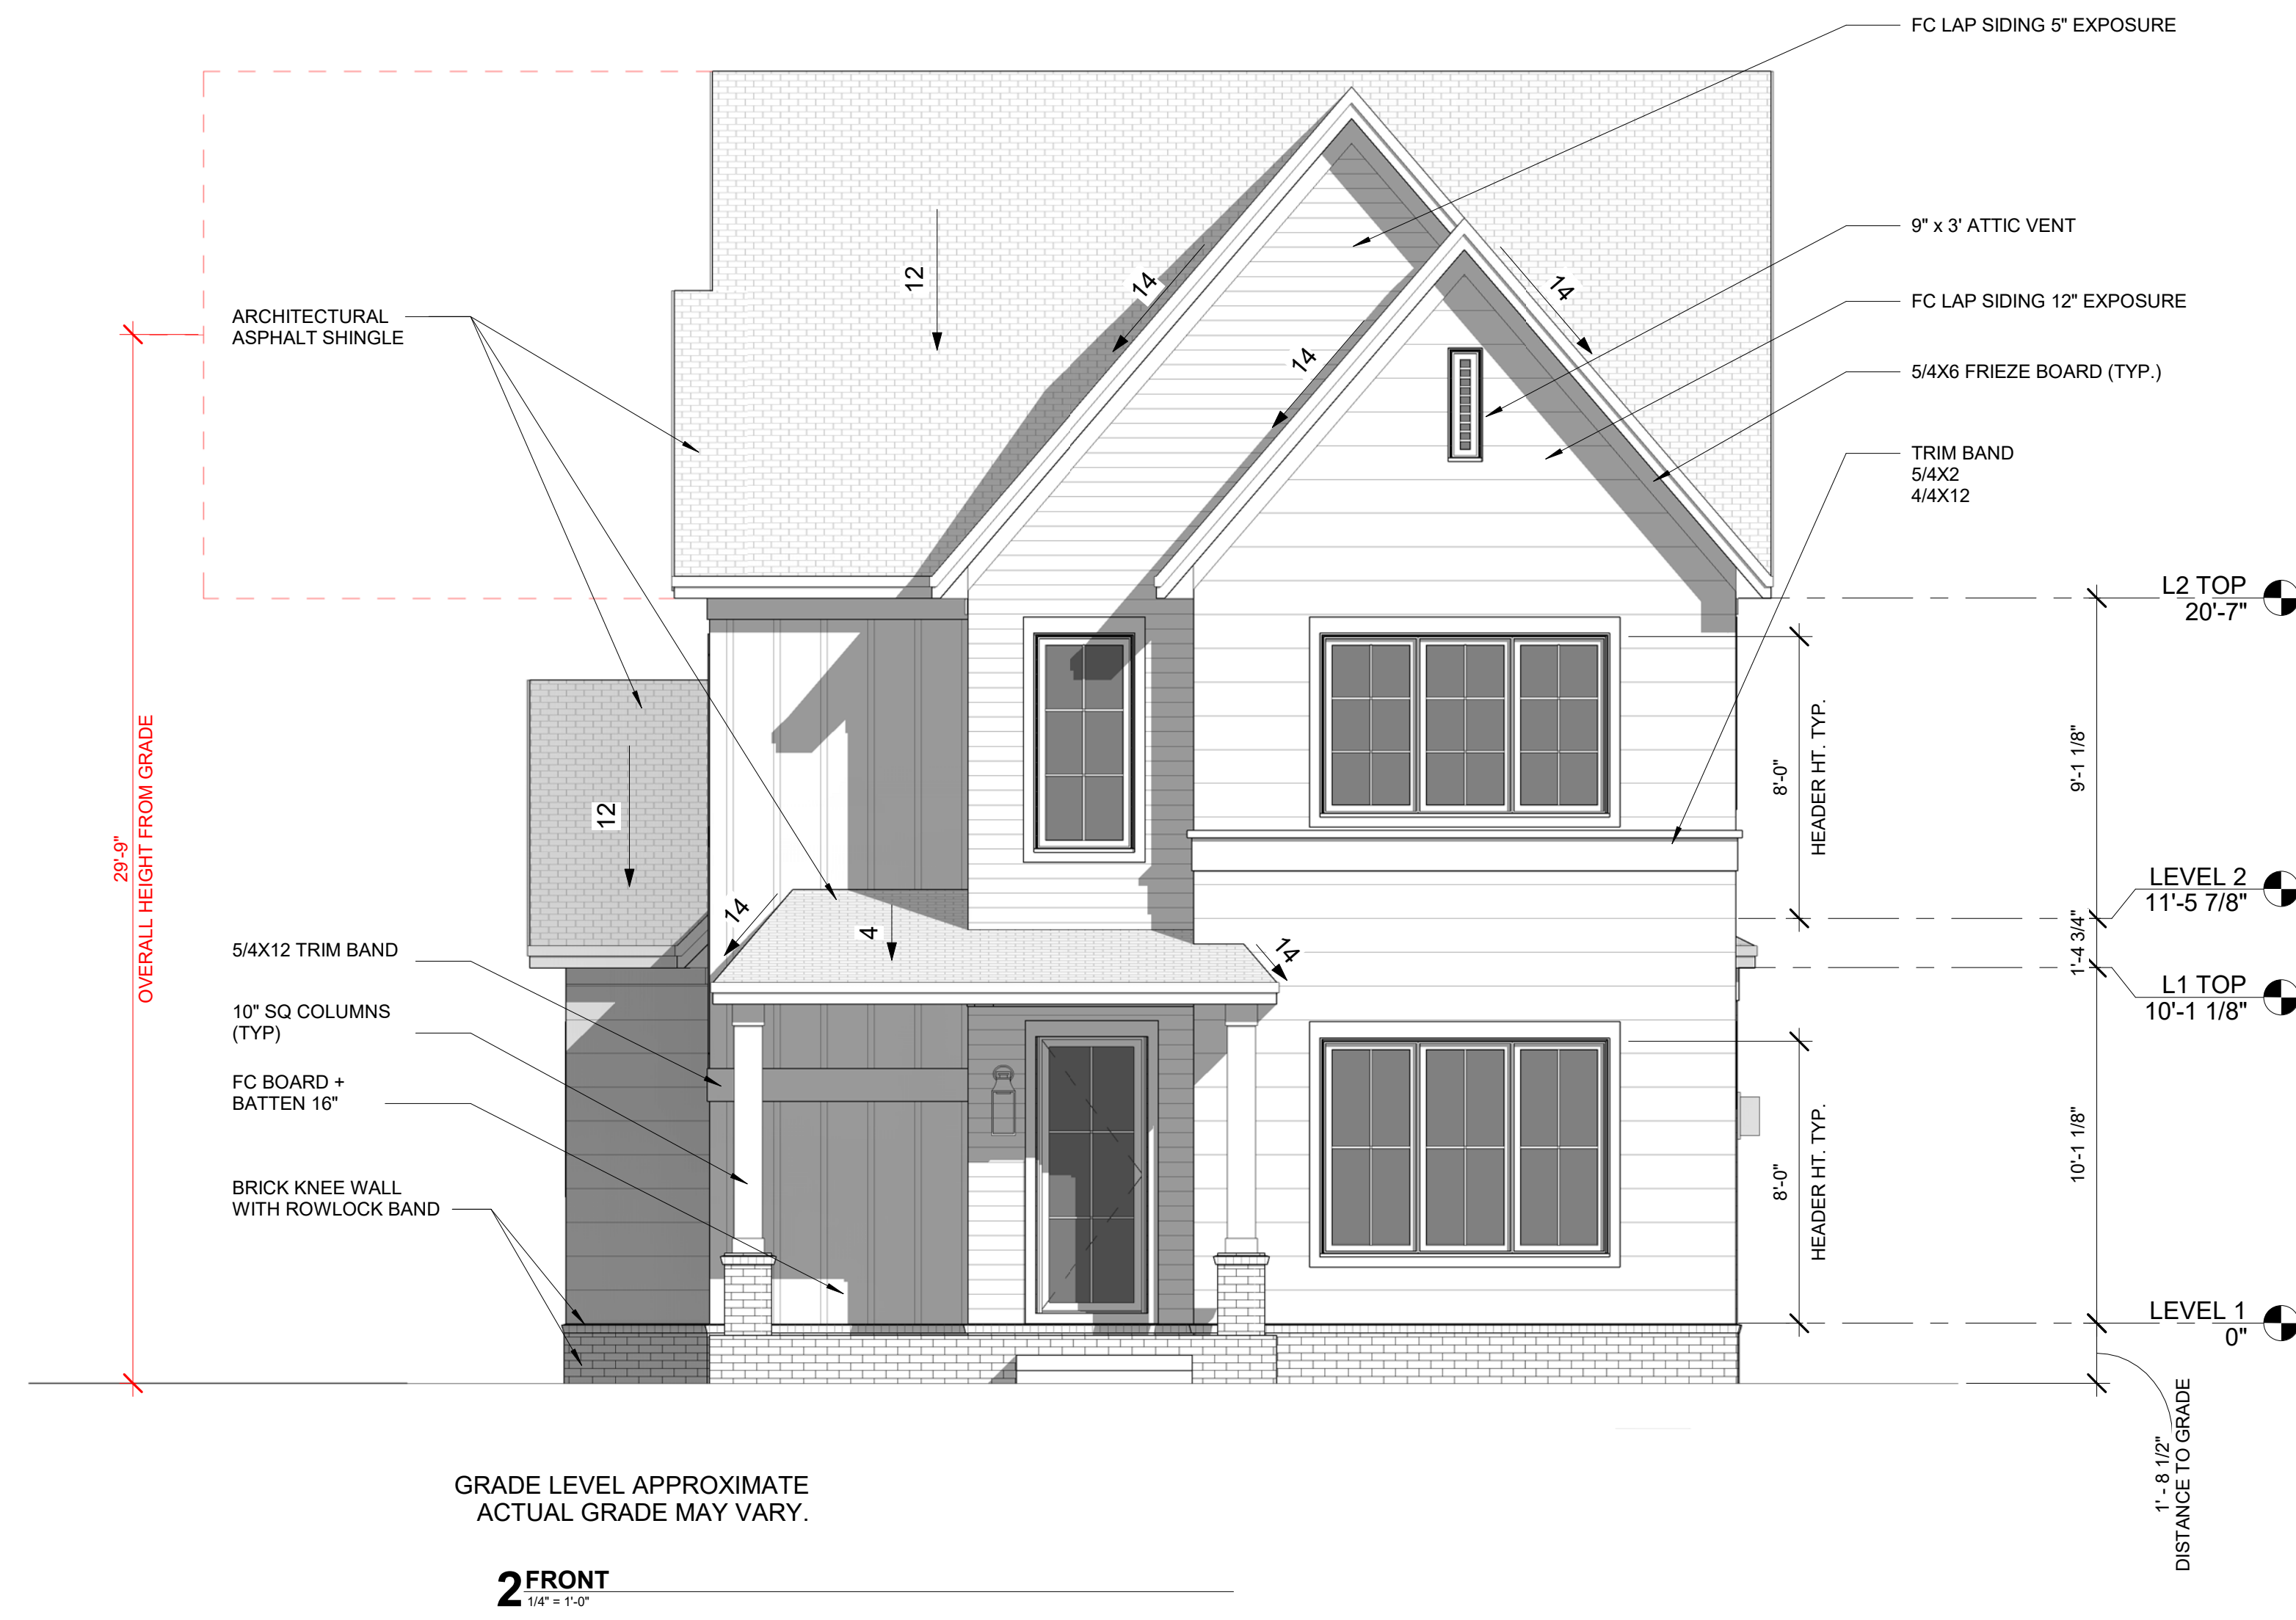 FC LAP SIDING 5" EXPOSURE
9" x 3' ATTIC VENT
FC LAP SIDING 12" EXPOSURE
5/4X6 FRIEZE BOARD (TYP.)
TRIM BAND
5/4X2
4/4X12
ARCHITECTURAL
ASPHALT SHINGLE
12
14
14
14
12
14
4
14
29'-9"
OVERALL HEIGHT FROM GRADE
5/4X12 TRIM BAND
10" SQ COLUMNS
(TYP)
FC BOARD +
BATTEN 16"
BRICK KNEE WALL
WITH ROWLOCK BAND
8'-0"
HEADER HT. TYP.
8'-0"
HEADER HT. TYP.
9'-1 1/8"
1'-4 3/4"
10'-1 1/8"
L2 TOP
20'-7"
LEVEL 2
11'-5 7/8"
L1 TOP
10'-1 1/8"
LEVEL 1
0"
1' - 8 1/2"
DISTANCE TO GRADE
GRADE LEVEL APPROXIMATE
ACTUAL GRADE MAY VARY.
2 FRONT
1/4" = 1'-0"